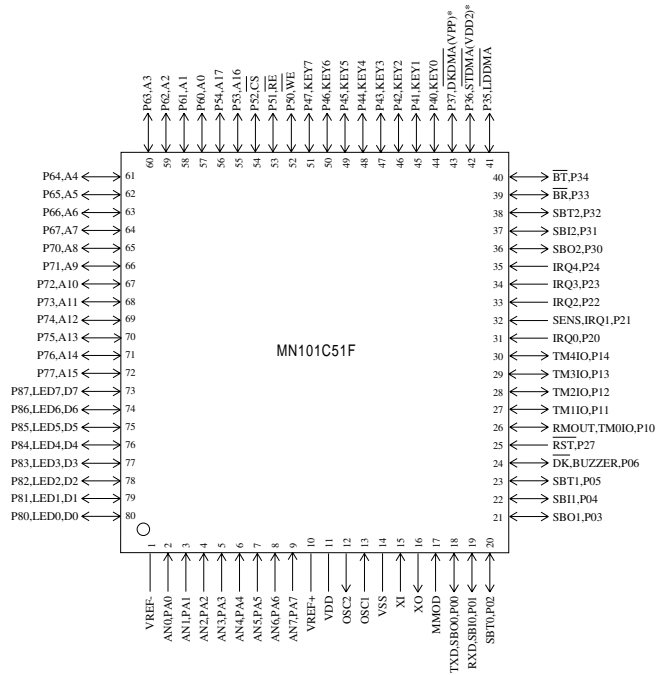 P63,A3
P62,A2
P61,A1
P60,A0
P54,A17
P53,A16
P52,CS
P51,RE
P50,WE
P47,KEY7
P46,KEY6
P45,KEY5
P44,KEY4
P43,KEY3
P42,KEY2
P41,KEY1
P40,KEY0
P37,DKDMA(VPP)*
P36,STDMA(VDD2)*
P35,LDDMA
60 59 58 57 56 55 54 53 52 51 50 49 48 47 46 45 44 43 42 41
P64,A4 61
P65,A5 62
P66,A6 63
P67,A7 64
P70,A8 65
P71,A9 66
P72,A10 67
P73,A11 68
P74,A12 69
P75,A13 70
P76,A14 71
P77,A15 72
P87,LED7,D7 73
P86,LED6,D6 74
P85,LED5,D5 75
P84,LED4,D4 76
P83,LED3,D3 77
P82,LED2,D2 78
P81,LED1,D1 79
P80,LED0,D0 80
MN101C51F
40 BT,P34
39 BR,P33
38 SBT2,P32
37 SBI2,P31
36 SBO2,P30
35 IRQ4,P24
34 IRQ3,P23
33 IRQ2,P22
32 SENS,IRQ1,P21
31 IRQ0,P20
30 TM4IO,P14
29 TM3IO,P13
28 TM2IO,P12
27 TM1IO,P11
26 RMOUT,TM0IO,P10
25 RST,P27
24 DK,BUZZER,P06
23 SBT1,P05
22 SBI1,P04
21 SBO1,P03
1 2 3 4 5 6 7 8 9 10 11 12 13 14 15 16 17 18 19 20
VREF-
AN0,PA0
AN1,PA1
AN2,PA2
AN3,PA3
AN4,PA4
AN5,PA5
AN6,PA6
AN7,PA7
VREF+
VDD
OSC2
OSC1
VSS
XI
XO
MMOD
TXD,SBO0,P00
RXD,SBI0,P01
SBT0,P02